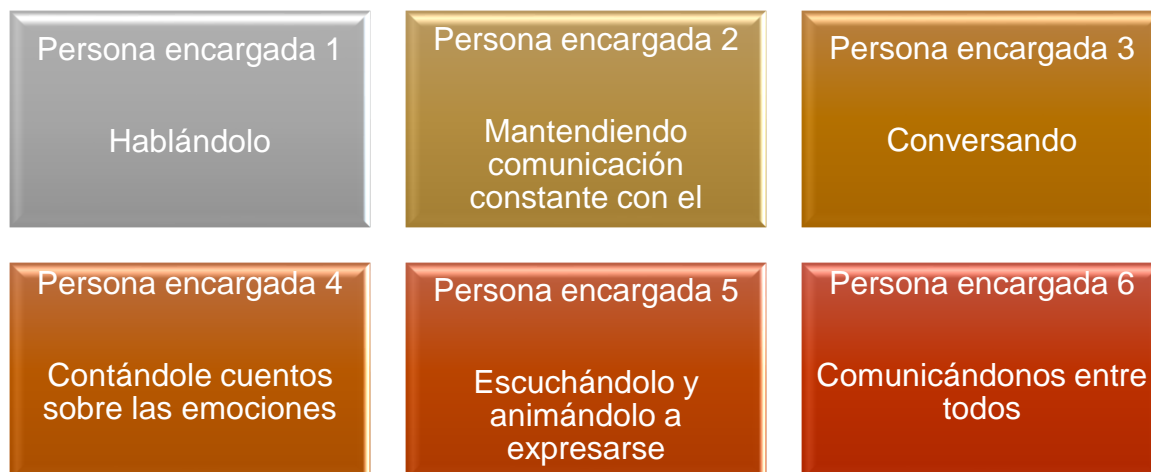 Persona encargada 1
Hablándolo
Persona encargada 2
Mantendiendo
comunicación
constante con el
Persona encargada 3
Conversando
Persona encargada 4
Contándole cuentos
sobre las emociones
Persona encargada 5
Escuchándolo y
animándolo a
expresarse
Persona encargada 6
Comunicándonos entre
todos